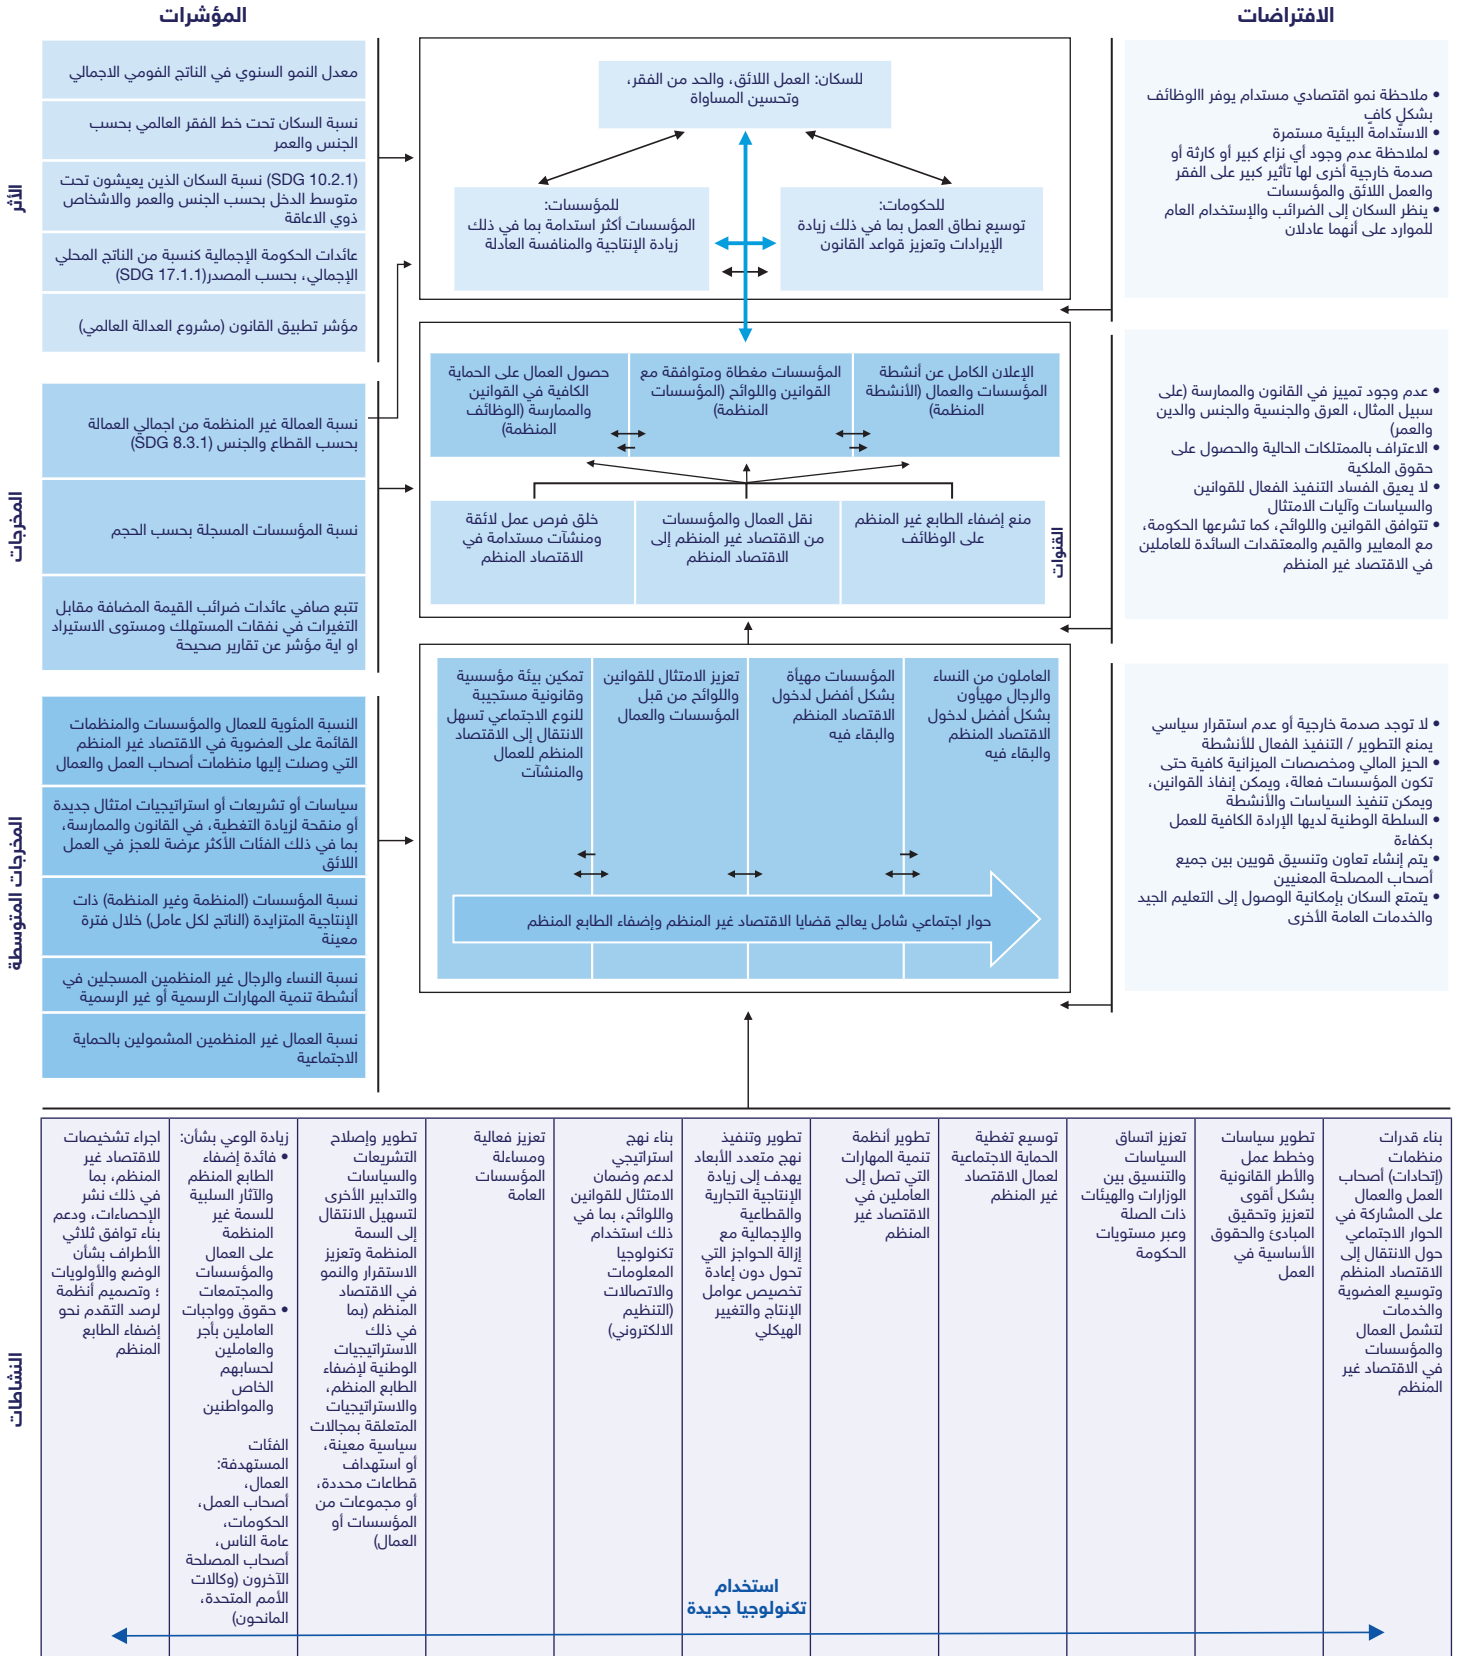 الافتراضات
المؤشرات
الأثر
للسكان: العمل اللائق، والحد من الفقر،
وتحسين المساواة
للحكومات:
توسيع نطاق العمل بما في ذلك زيادة
الإيرادات وتعزيز قواعد القانون
للمؤسسات:
المؤسسات أكثر استدامة بما في ذلك
زيادة الإنتاجية والمنافسة العادلة
• ملاحظة نمو اقتصادي مستدام يوفر االوظائف
بشكلٍ كافٍ
• الاستدامة البيئية مستمرة
• لملاحظة عدم وجود أي نزاع كبير أو كارثة أو
صدمة خارجية أخرى لها تأثير كبير على الفقر
والعمل اللائق والمؤسسات
• ينظر السكان إلى الضرائب والإستخدام العام
للموارد على أنهما عادلان
معدل النمو السنوي في الناتج الفومي الاجمالي
نسبة السكان تحت خط الفقر العالمي بحسب
الجنس والعمر
(SDG 10.2.1) نسبة السكان الذين يعيشون تحت
متوسط الدخل بحسب الجنس والعمر والاشخاص
ذوي الاعاقة
عائدات الحكومة الإجمالية كنسبة من الناتج المحلي
الإجمالي، بحسب المصدر(SDG 17.1.1)
مؤشر تطبيق القانون (مشروع العدالة العالمي)
المخرجات
• عدم وجود تمييز في القانون والممارسة (على
سبيل المثال، العرق والجنسية والجنس والدين
والعمر)
• الاعتراف بالممتلكات الحالية والحصول على
حقوق الملكية
• لا يعيق الفساد التنفيذ الفعال للقوانين
والسياسات وآليات الامتثال
• تتوافق القوانين واللوائح، كما تشرعها الحكومة،
مع المعايير والقيم والمعتقدات السائدة للعاملين
في الاقتصاد غير المنظم
الإعلان الكامل عن أنشطة
المؤسسات والعمال (الأنشطة
المنظمة)
المؤسسات مغطاة ومتوافقة مع
القوانين واللوائح (المؤسسات
المنظمة)
حصول العمال على الحماية
الكافية في القوانين
والممارسة (الوظائف
المنظمة)
القنوات
منع إضفاء الطابع غير المنظم
على الوظائف
نقل العمال والمؤسسات
من الاقتصاد غير المنظم إلى
الاقتصاد المنظم
خلق فرص عمل لائقة
ومنشآت مستدامة في
الاقتصاد المنظم
نسبة العمالة غير المنظمة من اجمالي العمالة
بحسب القطاع والجنس (SDG 8.3.1)
نسبة المؤسسات المسجلة بحسب الحجم
تتبع صافي عائدات ضرائب القيمة المضافة مقابل
التغيرات في نفقات المستهلك ومستوى الاستيراد
او اية مؤشر عن تقارير صحيحة
المخرجات المتوسطة
• لا توجد صدمة خارجية أو عدم استقرار سياسي
يمنع التطوير / التنفيذ الفعال للأنشطة
• الحيز المالي ومخصصات الميزانية كافية حتى
تكون المؤسسات فعالة، ويمكن إنفاذ القوانين،
ويمكن تنفيذ السياسات والأنشطة
• السلطة الوطنية لديها الإرادة الكافية للعمل
بكفاءة
• يتم إنشاء تعاون وتنسيق قويين بين جميع
أصحاب المصلحة المعنيين
• يتمتع السكان بإمكانية الوصول إلى التعليم الجيد
والخدمات العامة الأخرى
العاملون من النساء
والرجال مهيأون
بشكل أفضل لدخول
الاقتصاد المنظم
والبقاء فيه
المؤسسات مهيأة
بشكل أفضل لدخول
الاقتصاد المنظم
والبقاء فيه
تعزيز الامتثال للقوانين
واللوائح من قبل
المؤسسات والعمال
تمكين بيئة مؤسسية
وقانونية مستجيبة
للنوع الاجتماعي تسهل
الانتقال إلى الاقتصاد
المنظم للعمال
والمنشآت
حوار اجتماعي شامل يعالج قضايا الاقتصاد غير المنظم وإضفاء الطابع المنظم
النسبة المئوية للعمال والمؤسسات والمنظمات
القائمة على العضوية في الاقتصاد غير المنظم
التي وصلت إليها منظمات أصحاب العمل والعمال
سياسات أو تشريعات أو استراتيجيات امتثال جديدة
أو منقحة لزيادة التغطية، في القانون والممارسة،
بما في ذلك الفئات الأكثر عرضة للعجز في العمل
اللائق
نسبة المؤسسات (المنظمة وغير المنظمة) ذات
الإنتاجية المتزايدة (الناتج لكل عامل) خلال فترة
معينة
نسبة النساء والرجال غير المنظمين المسجلين في
أنشطة تنمية المهارات الرسمية أو غير الرسمية
نسبة العمال غير المنظمين المشمولين بالحماية
الاجتماعية
النشاطات
بناء قدرات
منظمات
(إتحادات) أصحاب
العمل والعمال
على المشاركة في
الحوار الاجتماعي
حول الانتقال إلى
الاقتصاد المنظم
وتوسيع العضوية
والخدمات
لتشمل العمال
والمؤسسات
في الاقتصاد غير
المنظم
تطوير سياسات
وخطط عمل
والأطر القانونية
بشكل أقوى
لتعزيز وتحقيق
المبادئ والحقوق
الأساسية في
العمل
تعزيز اتساق
السياسات
والتنسيق بين
الوزارات والهيئات
ذات الصلة
وعبر مستويات
الحكومة
توسيع تغطية
الحماية الاجتماعية
لعمال الاقتصاد
غير المنظم
تطوير أنظمة
تنمية المهارات
التي تصل إلى
العاملين في
الاقتصاد غير
المنظم
تطوير وتنفيذ
نهج متعدد الأبعاد
يهدف إلى زيادة
الإنتاجية التجارية
والقطاعية
والإجمالية مع
إزالة الحواجز التي
تحول دون إعادة
تخصيص عوامل
الإنتاج والتغيير
الهيكلي
بناء نهج
استراتيجي
لدعم وضمان
الامتثال للقوانين
واللوائح، بما في
ذلك استخدام
تكنولوجيا
المعلومات
والاتصالات
(التنظيم
الالكتروني)
تعزيز فعالية
ومساءلة
المؤسسات
العامة
تطوير وإصلاح
التشريعات
والسياسات
والتدابير الأخرى
لتسهيل الانتقال
إلى السمة
المنظمة وتعزيز
الاستقرار والنمو
في الاقتصاد
المنظم (بما
في ذلك
الاستراتيجيات
الوطنية لإضفاء
الطابع المنظم،
والاستراتيجيات
المتعلقة بمجالات
سياسية معينة،
أو استهداف
قطاعات محددة،
أو مجموعات من
المؤسسات أو
العمال)
زيادة الوعي بشأن:
• فائدة إضفاء
الطابع المنظم
والآثار السلبية
للسمة غير
المنظمة
على العمال
والمؤسسات
والمجتمعات
• حقوق وواجبات
العاملين بأجر
والعاملين
لحسابهم
الخاص
والمواطنين
الفئات
المستهدفة:
العمال،
أصحاب العمل،
الحكومات،
عامة الناس،
أصحاب المصلحة
الآخرون (وكالات
الأمم المتحدة،
المانحون)
اجراء تشخيصات
للاقتصاد غير
المنظم، بما
في ذلك نشر
الإحصاءات، ودعم
بناء توافق ثلاثي
الأطراف بشأن
الوضع والأولويات
؛ وتصميم أنظمة
لرصد التقدم نحو
إضفاء الطابع
المنظم
استخدام
تكنولوجيا جديدة